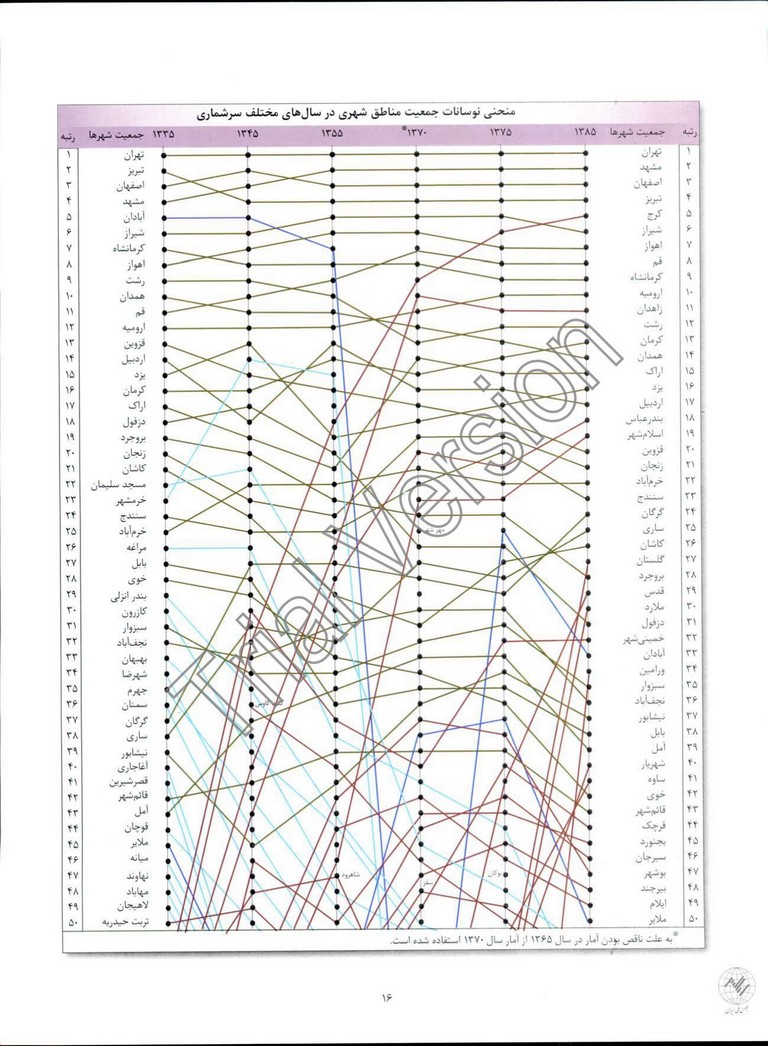 منحنی نوسانات جمعیت مناطق شهری در سال‌های مختلف سرشماری
رتبه جمعیت شهرها ۱۳۳۵ ۱۳۴۵ ۱۳۵۵ ۱۳۷۰* ۱۳۷۵ ۱۳۸۵ جمعیت شهرها رتبه
۱ تهران تهران ۱
۲ تبریز مشهد ۲
۳ اصفهان اصفهان ۳
۴ مشهد تبریز ۴
۵ آبادان کرج ۵
۶ شیراز شیراز ۶
۷ کرمانشاه اهواز ۷
۸ اهواز قم ۸
۹ رشت کرمانشاه ۹
۱۰ همدان ارومیه ۱۰
۱۱ قم زاهدان ۱۱
۱۲ ارومیه رشت ۱۲
۱۳ قزوین کرمان ۱۳
۱۴ اردبیل همدان ۱۴
۱۵ یزد اراک ۱۵
۱۶ کرمان یزد ۱۶
۱۷ اراک اردبیل ۱۷
۱۸ دزفول بندرعباس ۱۸
۱۹ بروجرد اسلام‌شهر ۱۹
۲۰ زنجان قزوین ۲۰
۲۱ کاشان زنجان ۲۱
۲۲ مسجد سلیمان خرم‌آباد ۲۲
۲۳ خرمشهر سنندج ۲۳
۲۴ سنندج گرگان ۲۴
۲۵ خرم‌آباد مهر شهر ساری ۲۵
۲۶ مراغه کاشان ۲۶
۲۷ بابل گلستان ۲۷
۲۸ خوی بروجرد ۲۸
۲۹ بندر انزلی قدس ۲۹
۳۰ کازرون ملارد ۳۰
۳۱ سبزوار دزفول ۳۱
۳۲ نجف‌آباد خمینی‌شهر ۳۲
۳۳ بهبهان آبادان ۳۳
۳۴ شهرضا ورامین ۳۴
۳۵ جهرم سبزوار ۳۵
۳۶ سمنان نجف‌آباد ۳۶
۳۷ گرگان نیشابور ۳۷
۳۸ ساری بابل ۳۸
۳۹ نیشابور آمل ۳۹
۴۰ آغاجاری شهریار ۴۰
۴۱ قصرشیرین ساوه ۴۱
۴۲ قائم‌شهر خوی ۴۲
۴۳ آمل قائم‌شهر ۴۳
۴۴ قوچان قرچک ۴۴
۴۵ ملایر بجنورد ۴۵
۴۶ میانه سیرجان ۴۶
۴۷ نهاوند شاهرود بوکان بوشهر ۴۷
۴۸ مهاباد سقز بیرجند ۴۸
۴۹ لاهیجان ایلام ۴۹
۵۰ تربت حیدریه ملایر ۵۰
*به علت ناقص بودن آمار در سال ۱۳۶۵ از آمار سال ۱۳۷۰ استفاده شده است.
۱۶
Trial Version